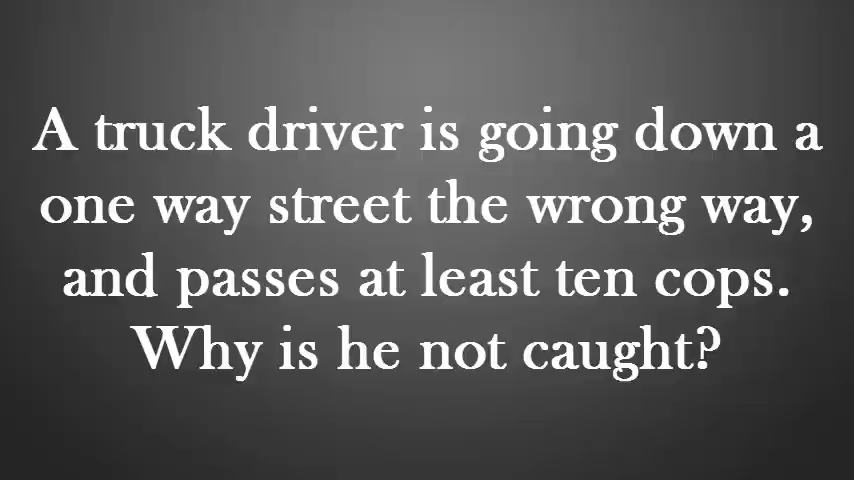 A truck driver is going down a
one way street the wrong way,
and passes at least ten cops.
Why is he not caught?